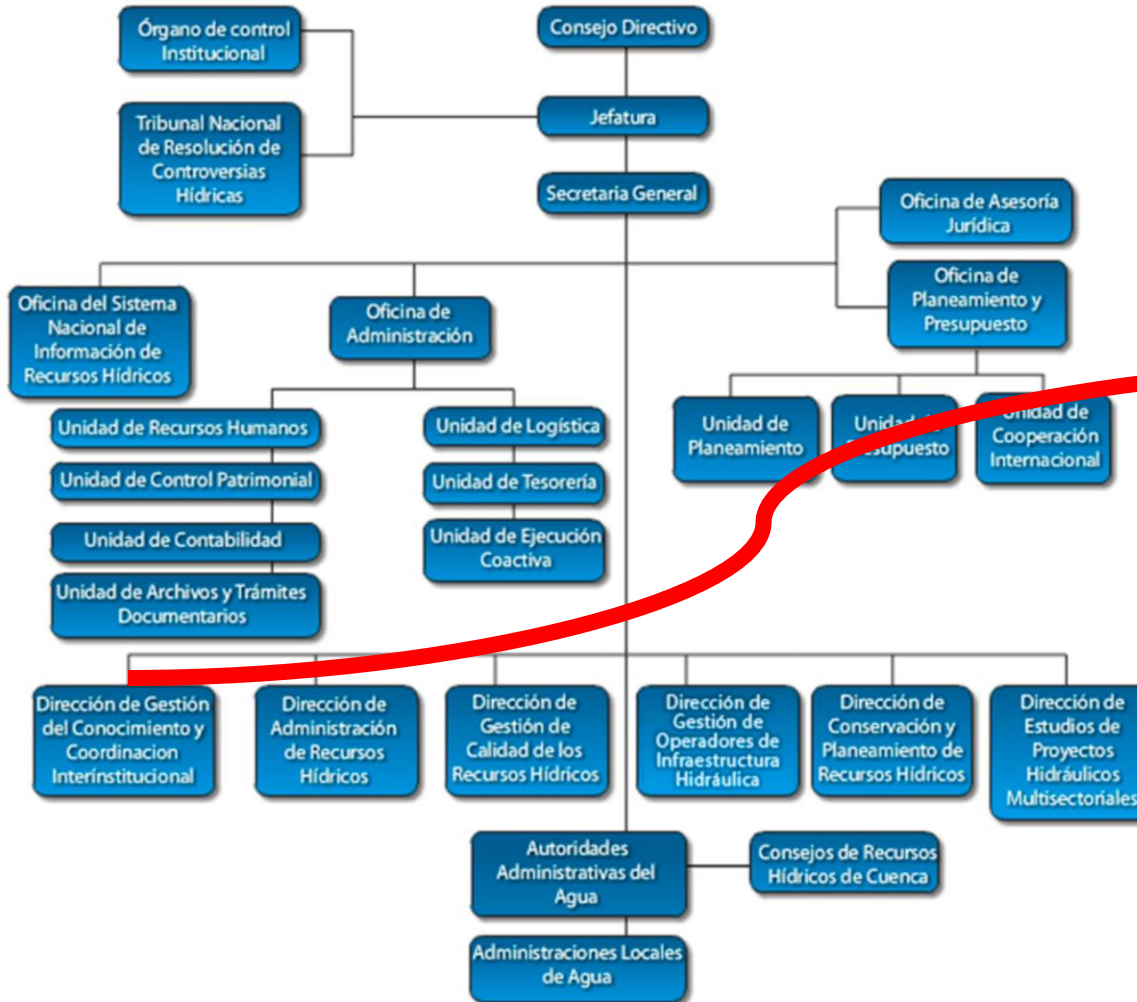 Órgano de control
Institucional
Consejo Directivo
Tribunal Nacional
de Resolución de
Controversias
Hídricas
Jefatura
Secretaria General
Oficina de Asesoría
Jurídica
Oficina del Sistema
Nacional de
Información de
Recursos Hídricos
Oficina de
Administración
Oficina de
Planeamiento y
Presupuesto
Unidad de Recursos Humanos
Unidad de Control Patrimonial
Unidad de Contabilidad
Unidad de Archivos y Trámites
Documentarios
Unidad de Logística
Unidad de Tesorería
Unidad de Ejecución
Coactiva
Unidad de
Planeamiento
Unidad
Unidad de
Cooperación
Internacional
Dirección de Gestión
del Conocimiento y
Coordinacion
Interínstitucional
Dirección de
Administración
de Recursos
Hídricos
Dirección de
Gestión de
Calidad de los
Recursos Hídricos
Dirección de
Gestión de
Operadores de
Infraestructura
Hidráulica
Dirección de
Conservación y
Planeamiento de
Recursos Hídricos
Dirección de
Estudios de
Proyectos
Hidráulicos
Multisectoriales
Autoridades
Administrativas del
Agua
Consejos de Recursos
Hídricos de Cuenca
Administraciones Locales
de Agua